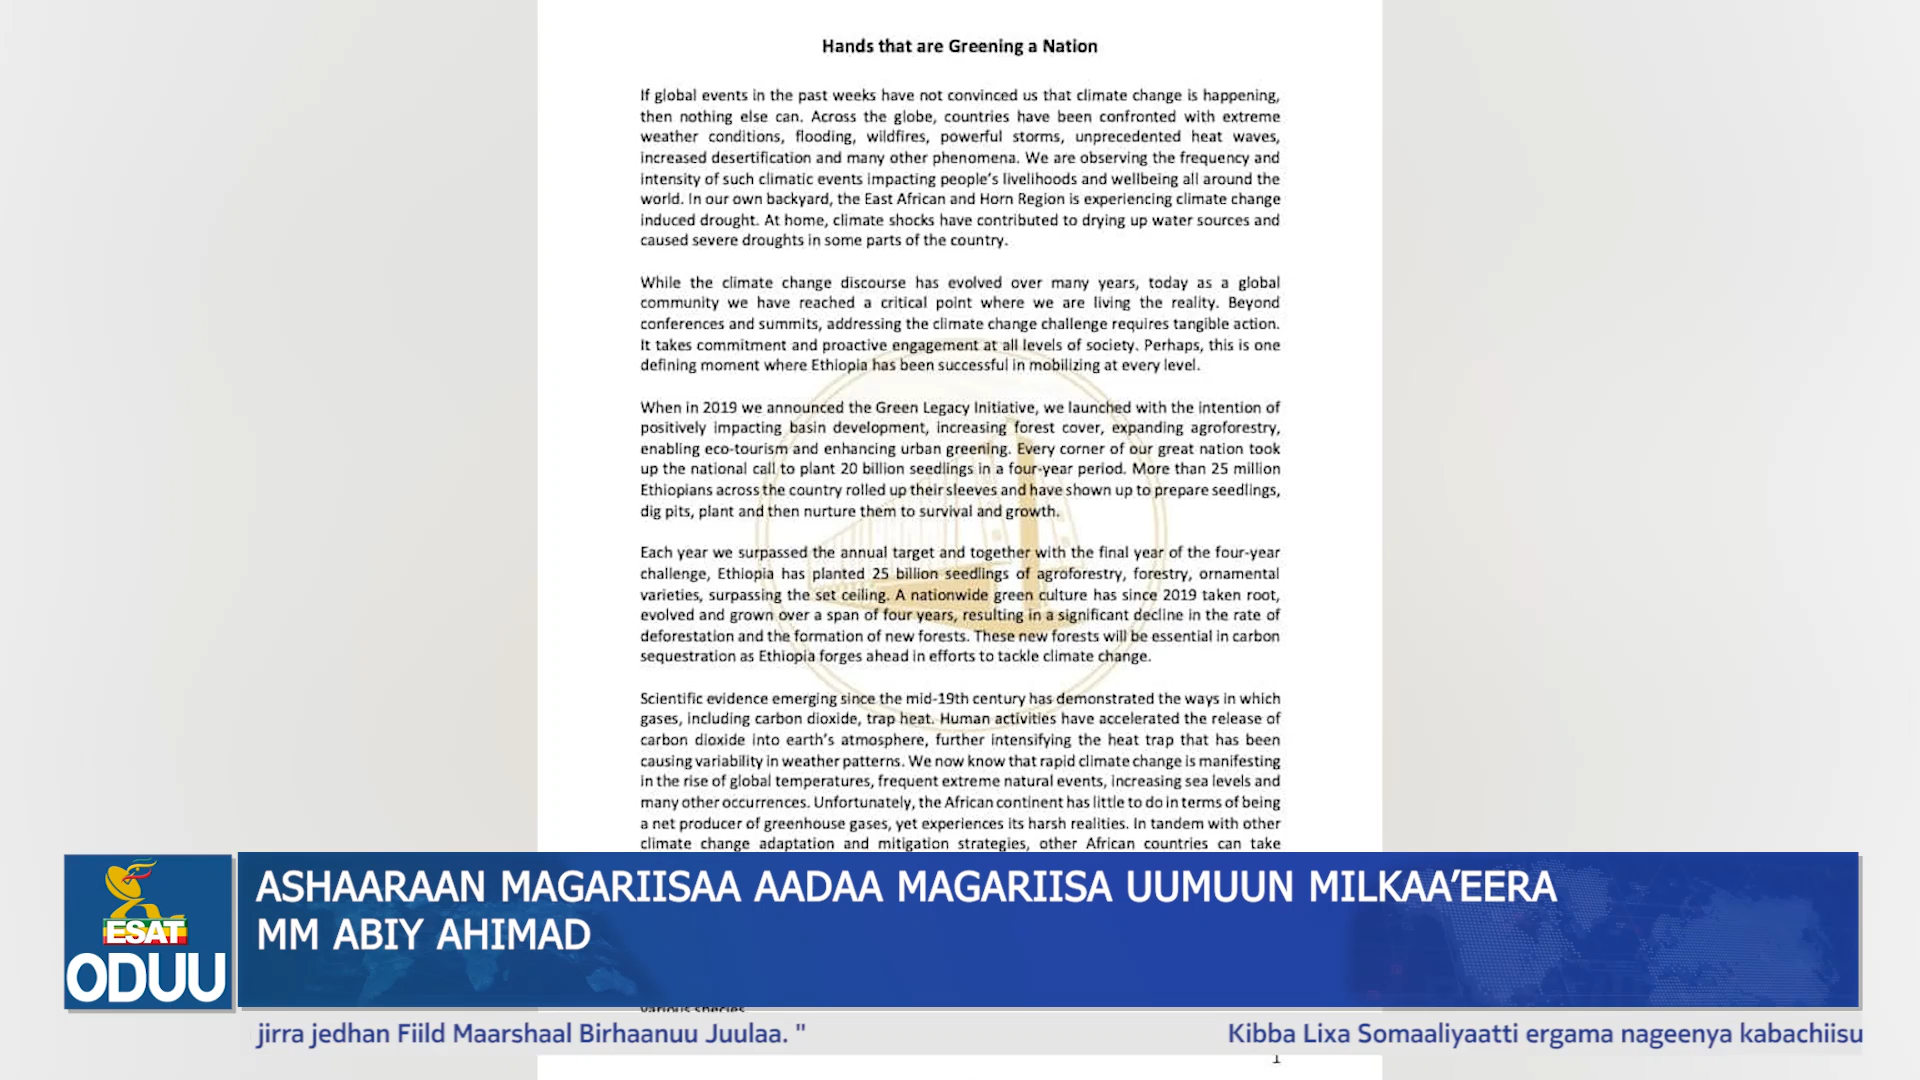 Hands that are Greening a Nation
If global events in the past weeks have not convinced us that climate change is happening,
then nothing else can. Across the globe, countries have been confronted with extreme
weather conditions, flooding, wildfires, powerful storms, unprecedented heat waves,
increased desertification and many other phenomena. We are observing the frequency and
intensity of such climatic events impacting people's livelihoods and wellbeing all around the
world. In our own backyard, the East African and Horn Region is experiencing climate change
induced drought. At home, climate shocks have contributed to drying up water sources and
caused severe droughts in some parts of the country.
While the climate change discourse has evolved over many years, today as a global
community we have reached a critical point where we are living the reality. Beyond
conferences and summits, addressing the climate change challenge requires tangible action.
It takes commitment and proactive engagement at all levels of society. Perhaps, this is one
defining moment where Ethiopia has been successful in mobilizing at every level.
When in 2019 we announced the Green Legacy Initiative, we launched with the intention of
positively impacting basin development, increasing forest cover, expanding agroforestry,
enabling eco-tourism and enhancing urban greening. Every corner of our great nation took
up the national call to plant 20 billion seedlings in a four-year period. More than 25 million
Ethiopians across the country rolled up their sleeves and have shown up to prepare seedlings,
dig pits, plant and then nurture them to survival and growth.
Each year we surpassed the annual target and together with the final year of the four-year
challenge, Ethiopia has planted 25 billion seedlings of agroforestry, forestry, ornamental
varieties, surpassing the set ceiling. A nationwide green culture has since 2019 taken root,
evolved and grown over a span of four years, resulting in a significant decline in the rate of
deforestation and the formation of new forests. These new forests will be essential in carbon
sequestration as Ethiopia forges ahead in efforts to tackle climate change.
Scientific evidence emerging since the mid-19th century has demonstrated the ways in which
gases, including carbon dioxide, trap heat. Human activities have accelerated the release of
carbon dioxide into earth's atmosphere, further intensifying the heat trap that has been
causing variability in weather patterns. We now know that rapid climate change is manifesting
in the rise of global temperatures, frequent extreme natural events, increasing sea levels and
many other occurrences. Unfortunately, the African continent has little to do in terms of being
a net producer of greenhouse gases, yet experiences its harsh realities. In tandem with other
climate change adaptation and mitigation strategies, other African countries can take
ESAT
ODUU
ASHAARAAN MAGARIISAA AADAA MAGARIISA UUMUUN MILKAA'EERA
MM ABIY AHIMAD
various species
jirra jedhan Fiild Maarshaal Birhaanuu Juulaa. "
Kibba Lixa Somaaliyaatti ergama nageenya kabachiisu
1